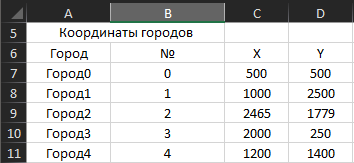 A B C D
5 Координаты городов
6 Город № X Y
7 Город0 0 500 500
8 Город1 1 1000 2500
9 Город2 2 2465 1779
10 Город3 3 2000 250
11 Город4 4 1200 1400